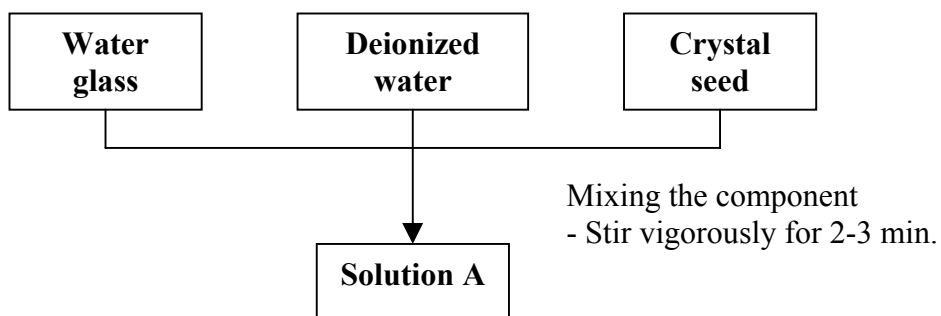 Water
glass
Deionized
water
Crystal
seed
Mixing the component
- Stir vigorously for 2-3 min.
Solution A